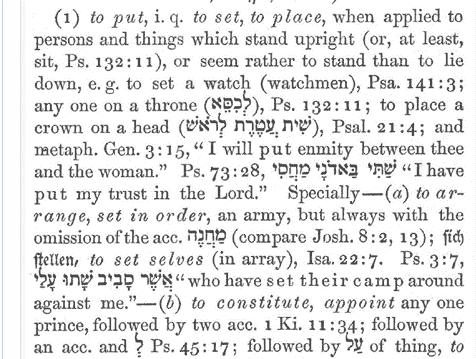 (1) to put, i. q. to set, to place, when applied to
persons and things which stand upright (or, at least,
sit, Ps. 132:11), or seem rather to stand than to lie
down, e. g. to set a watch (watchmen), Psa. 141:3;
any one on a throne (לְכִסֵּא), Ps. 132:11; to place a
crown on a head (שִׁית עֲטֶרֶת לְרֹאשׁ), Psal. 21:4; and
metaph. Gen. 3:15, “I will put enmity between thee
and the woman.” Ps. 73:28, שַׁתִּי בַּאדֹנָי מַחְסִי “I have
put my trust in the Lord.” Specially—(a) to ar-
range, set in order, an army, but always with the
omission of the acc. מַחֲנֶה (compare Josh. 8:2, 13); sich
stellen, to set selves (in array), Isa. 22:7. Ps. 3:7,
אֲשֶׁר סָבִיב שָׁתוּ עָלַי “who have set their camp around
against me.”—(b) to constitute, appoint any one
prince, followed by two acc. 1 Ki. 11:34; followed by
an acc. and לְ Ps. 45:17; followed by עַל of thing, to